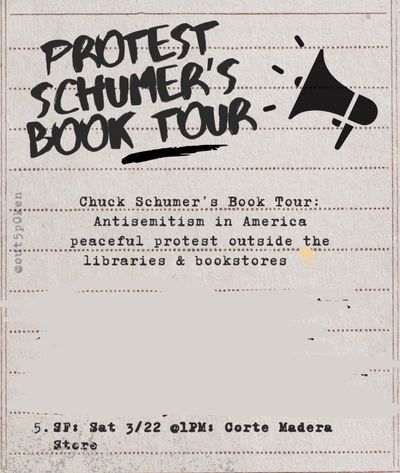 PROTEST
SCHUMER'S
BOOK TOUR
@out5p0ken
Chuck Schumer's Book Tour:
Antisemitism in America
peaceful protest outside the
libraries & bookstores 👇
5. SF: Sat 3/22 @1PM: Corte Madera
Store